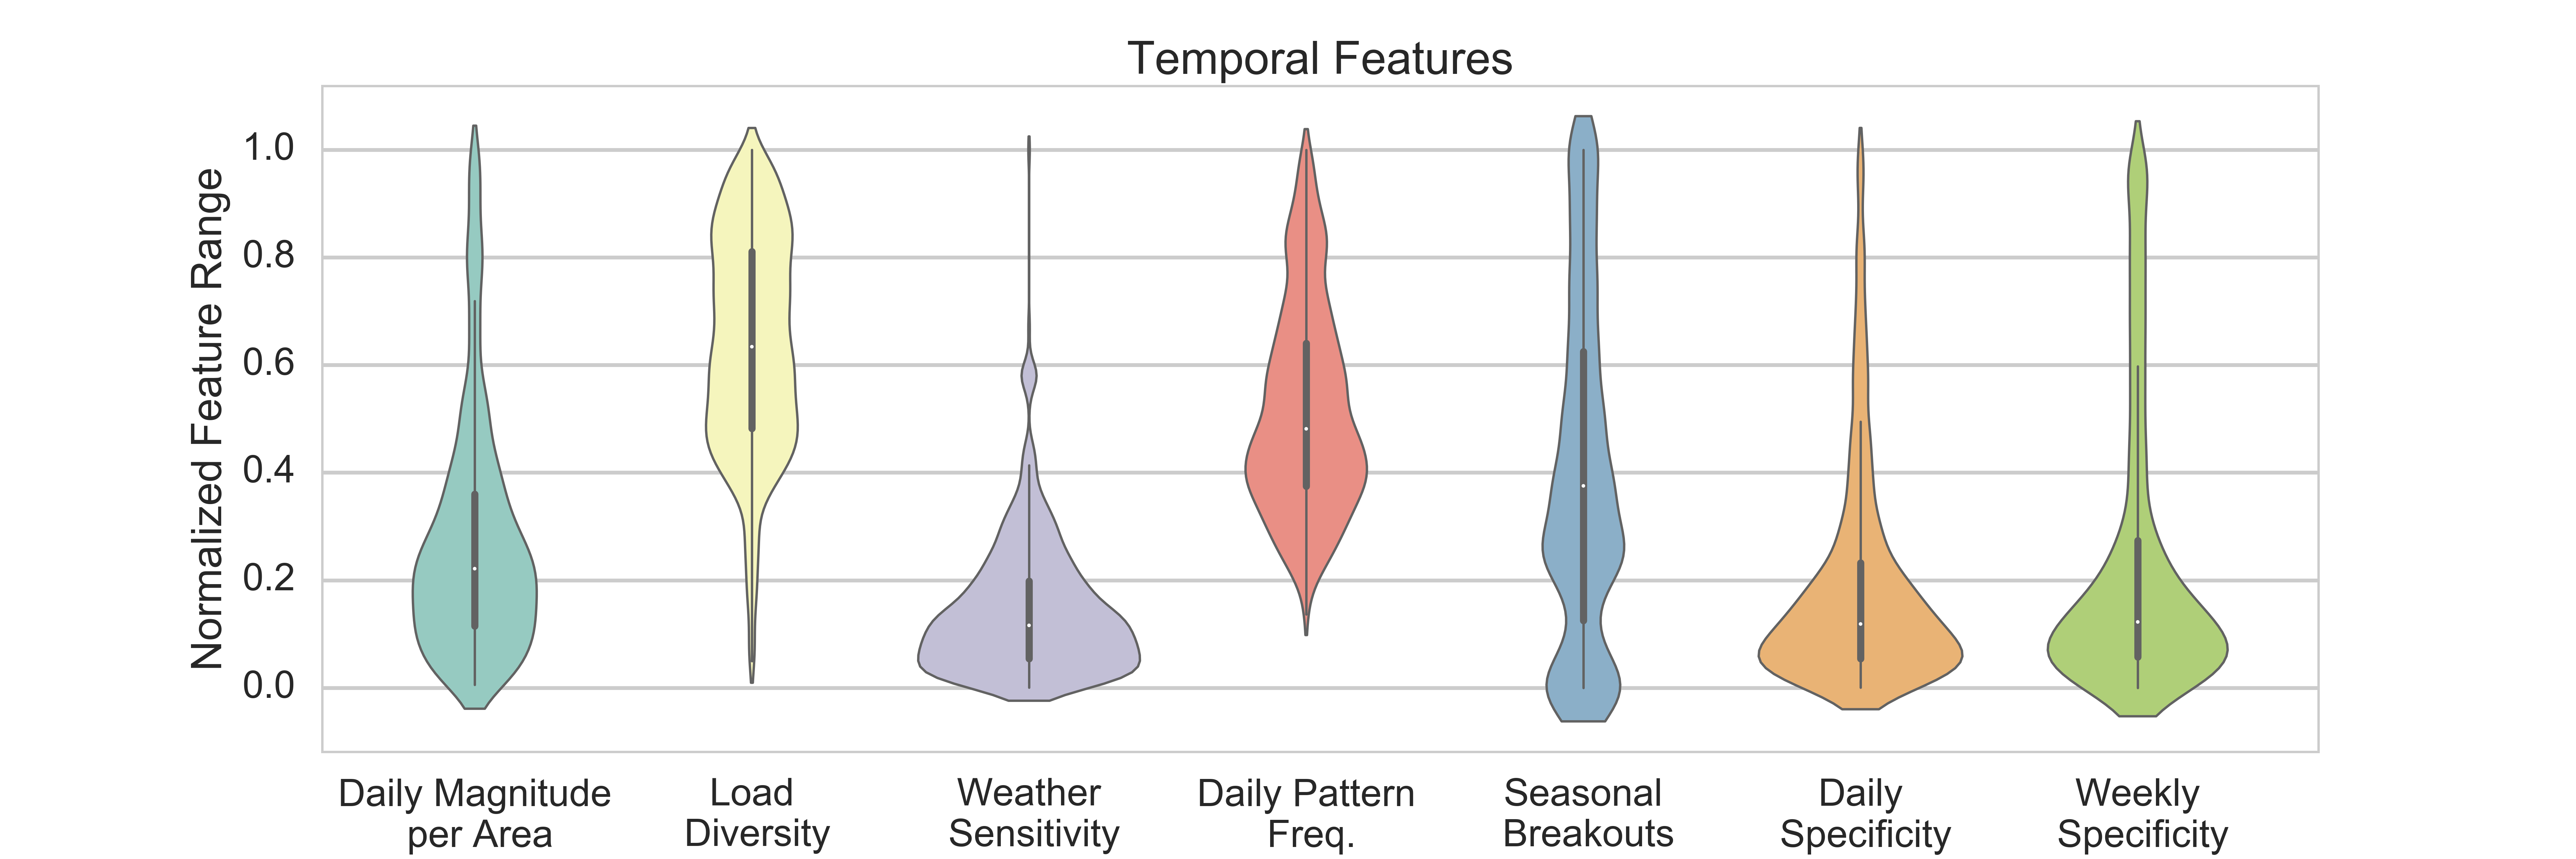 Temporal Features
Normalized Feature Range
1.0
0.8
0.6
0.4
0.2
0.0
Daily Magnitude
per Area
Load
Diversity
Weather
Sensitivity
Daily Pattern
Freq.
Seasonal
Breakouts
Daily
Specificity
Weekly
Specificity